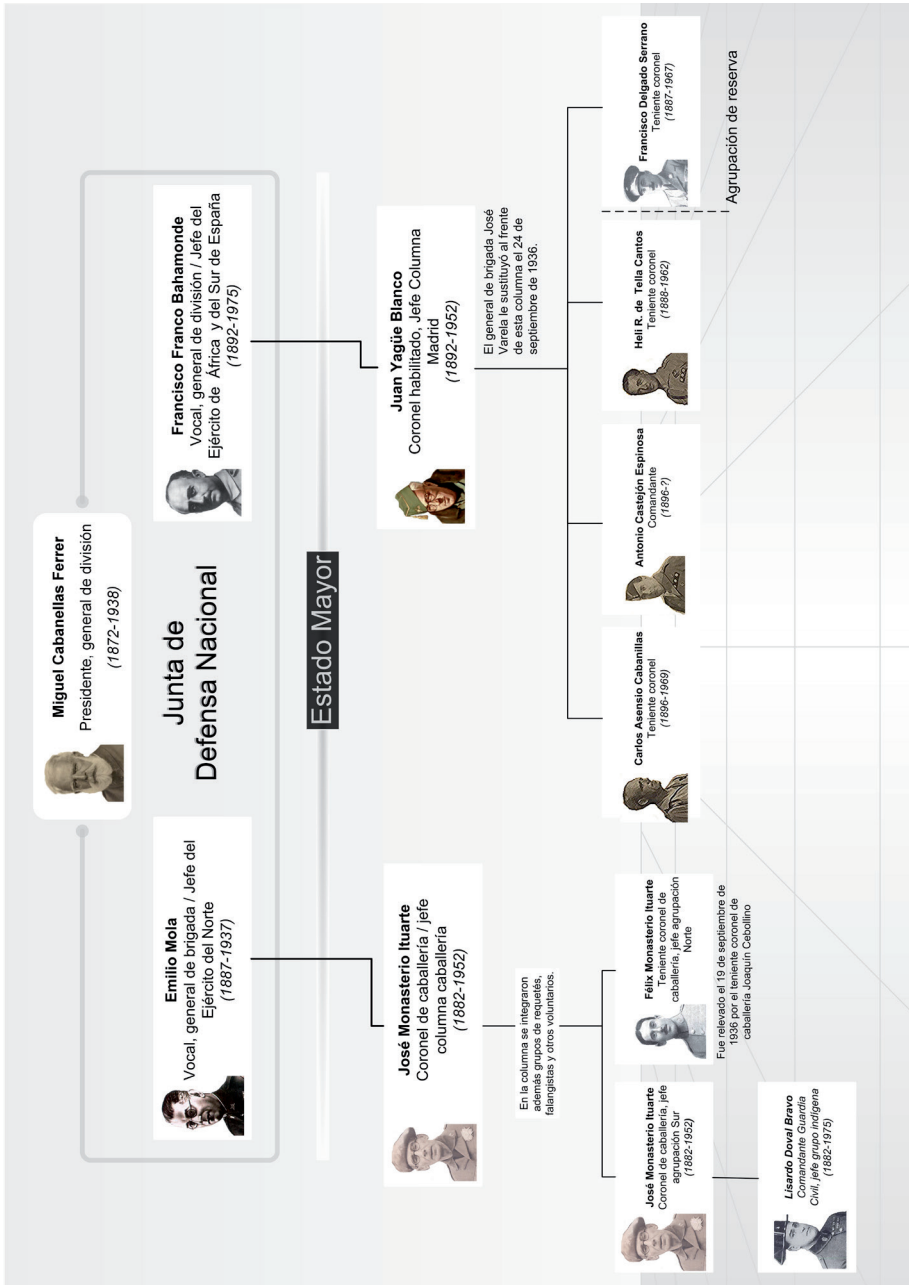 Miguel Cabanellas Ferrer
Presidente, general de división
(1872-1938)
Junta de
Defensa Nacional
Emilio Mola
Vocal, general de brigada / Jefe del
Ejército del Norte
(1887-1937)
Francisco Franco Bahamonde
Vocal, general de división / Jefe del
Ejército de África y del Sur de España
(1892-1975)
Estado Mayor
José Monasterio Ituarte
Coronel de caballería / jefe
columna caballería
(1882-1952)
Juan Yagüe Blanco
Coronel habilitado, Jefe Columna
Madrid
(1892-1952)
En la columna se integraron
además grupos de requetés,
falangistas y otros voluntarios.
El general de brigada José
Varela le sustituyó al frente
de esta columna el 24 de
septiembre de 1936.
José Monasterio Ituarte
Coronel de caballería, jefe
agrupación Sur
(1882-1952)
Félix Monasterio Ituarte
Teniente coronel de
caballería, jefe agrupación
Norte
Fue relevado el 19 de septiembre de
1936 por el teniente coronel de
caballería Joaquín Cebollino
Carlos Asensio Cabanillas
Teniente coronel
(1896-1969)
Antonio Castejón Espinosa
Comandante
(1896-?)
Heli R. de Tella Cantos
Teniente coronel
(1888-1962)
Francisco Delgado Serrano
Teniente coronel
(1887-1967)
Agrupación de reserva
Lisardo Doval Bravo
Comandante Guardia
Civil, jefe grupo indígena
(1882-1975)